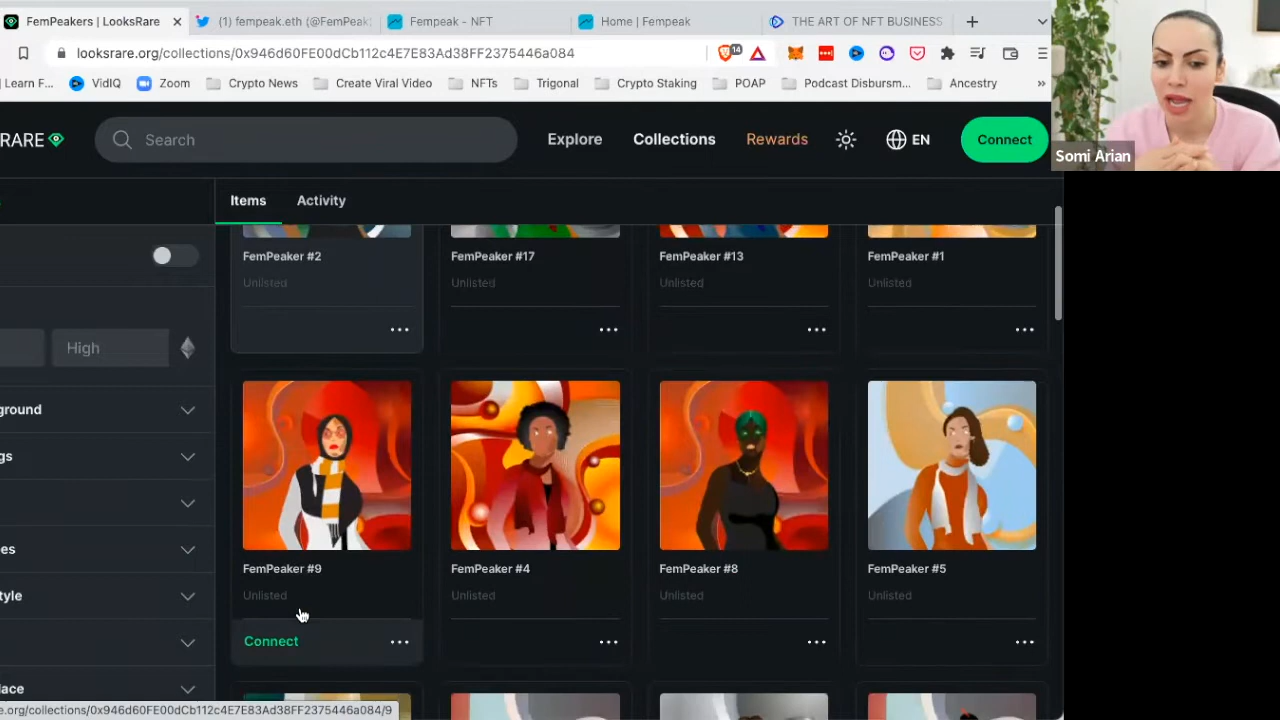 FemPeakers | LooksRare
(1) fempeak.eth (@FemPeak
Fempeak - NFT
Home | Fempeak
THE ART OF NFT BUSINESS
looksrare.org/collections/0x946d60FE00dCb112c4E7E83Ad38FF2375446a084
14
Learn F...
VidIQ
Zoom
Crypto News
Create Viral Video
NFTs
Trigonal
Crypto Staking
POAP
Podcast Disbursm...
Ancestry
»
RARE
Search
Explore
Collections
Rewards
EN
Connect
Somi Arian
Items
Activity
FemPeaker #2
FemPeaker #17
FemPeaker #13
FemPeaker #1
Unlisted
Unlisted
Unlisted
Unlisted
High
ground
gs
es
tyle
lace
FemPeaker #9
FemPeaker #4
FemPeaker #8
FemPeaker #5
Unlisted
Unlisted
Unlisted
Unlisted
Connect
re.org/collections/0x946d60FE00dCb112c4E7E83Ad38FF2375446a084/9